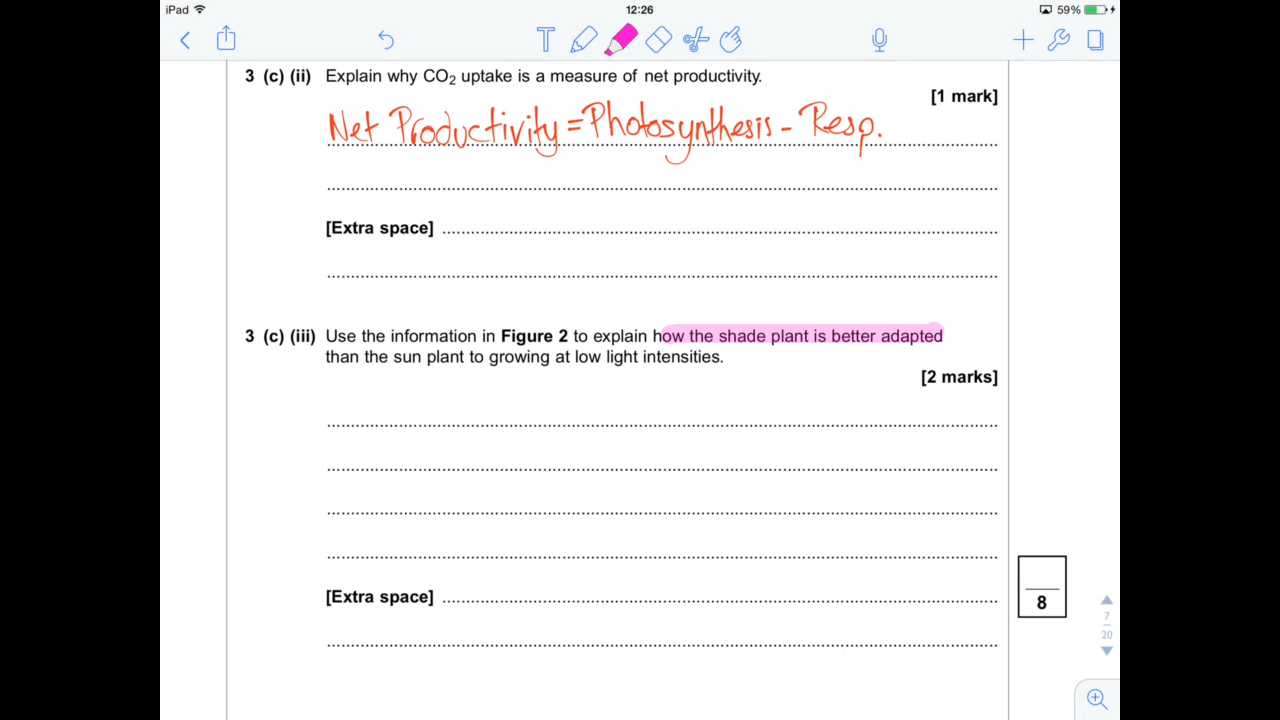 iPad 12:26 59%
T
3 (c) (ii) Explain why CO₂ uptake is a measure of net productivity.
[1 mark]
Net Productivity = Photosynthesis - Resp.
[Extra space]
3 (c) (iii) Use the information in Figure 2 to explain how the shade plant is better adapted
than the sun plant to growing at low light intensities.
[2 marks]
[Extra space]
8
7
20